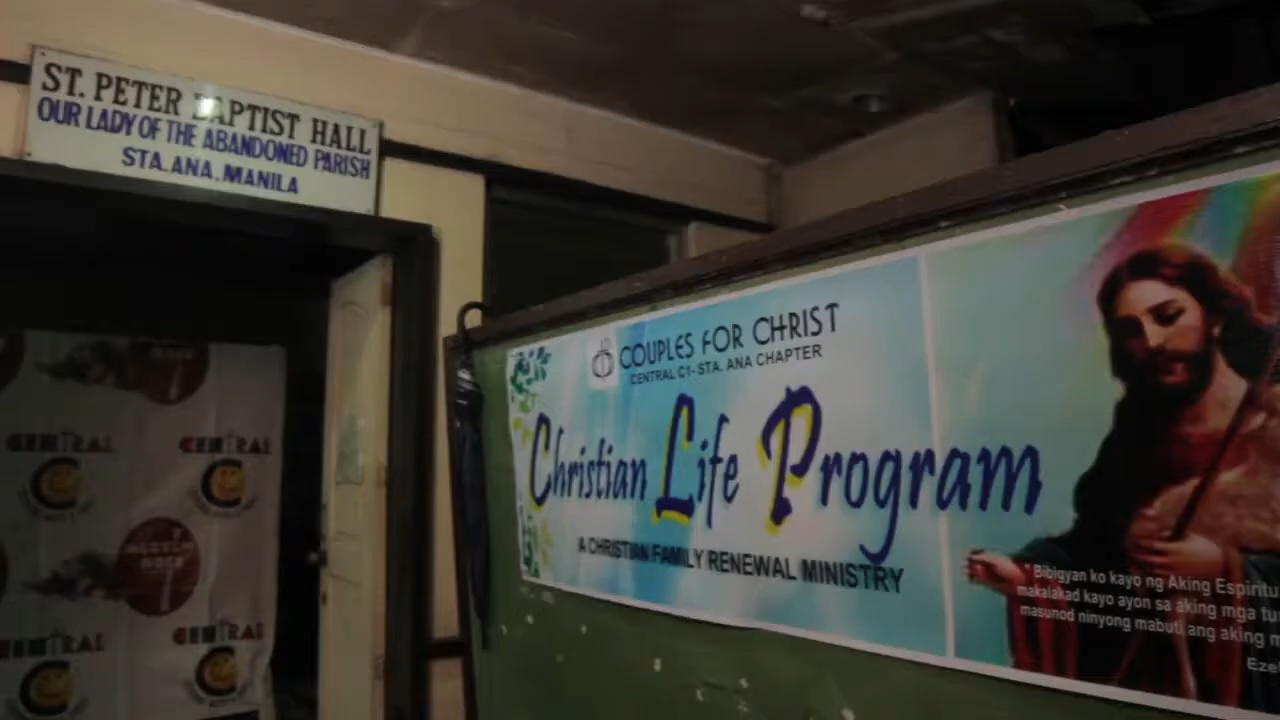 ST. PETER BAPTIST HALL
OUR LADY OF THE ABANDONED PARISH
STA. ANA. MANILA
COUPLES FOR CHRIST
CENTRAL C1- STA. ANA CHAPTER
Christian Life Program
A CHRISTIAN FAMILY RENEWAL MINISTRY
" Bibigyan ko kayo ng Aking Espiritu
makalakad kayo ayon sa aking mga
masunod ninyong mabuti ang aking
CENTRAL CENTRAL
CENTRAL CENTRAL